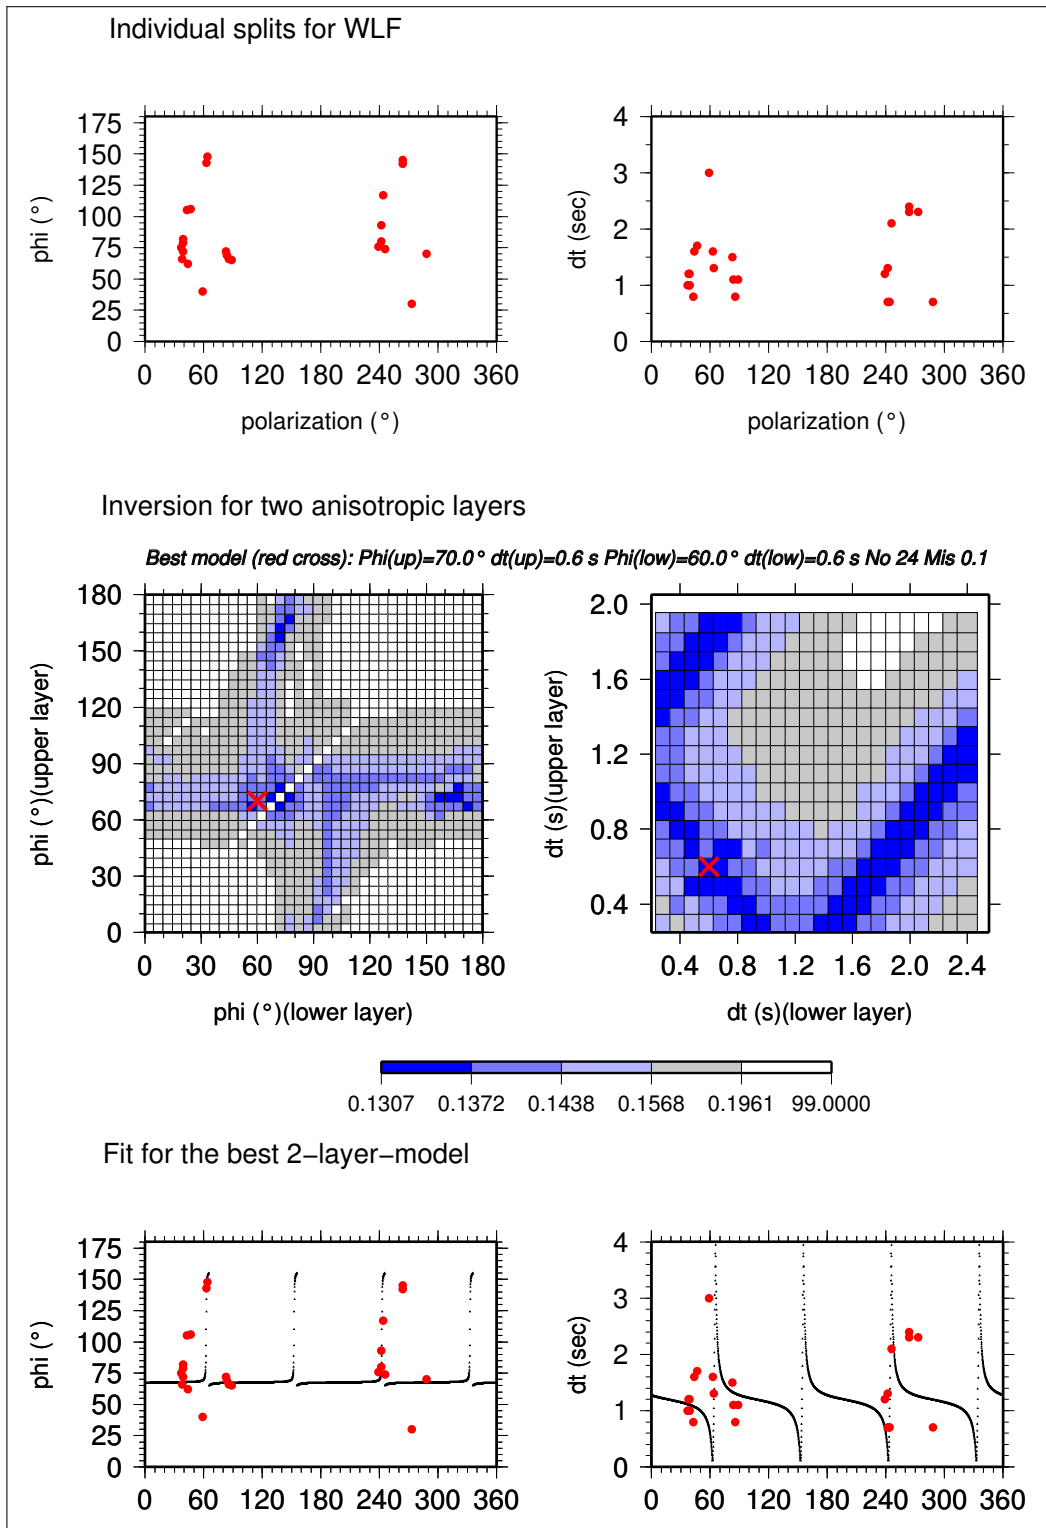 Individual splits for WLF
175
150
125
100
75
50
25
0
phi (°)
0 60 120 180 240 300 360
polarization (°)
4
3
2
1
0
dt (sec)
0 60 120 180 240 300 360
polarization (°)
Inversion for two anisotropic layers
Best model (red cross): Phi(up)=70.0° dt(up)=0.6 s Phi(low)=60.0° dt(low)=0.6 s No 24 Mis 0.1
180
150
120
90
60
30
0
phi (°)(upper layer)
0 30 60 90 120 150 180
phi (°)(lower layer)
2.0
1.6
1.2
0.8
0.4
dt (s)(upper layer)
0.4 0.8 1.2 1.6 2.0 2.4
dt (s)(lower layer)
0.1307 0.1372 0.1438 0.1568 0.1961 99.0000
Fit for the best 2−layer−model
175
150
125
100
75
50
25
0
phi (°)
0 60 120 180 240 300 360
4
3
2
1
0
dt (sec)
0 60 120 180 240 300 360